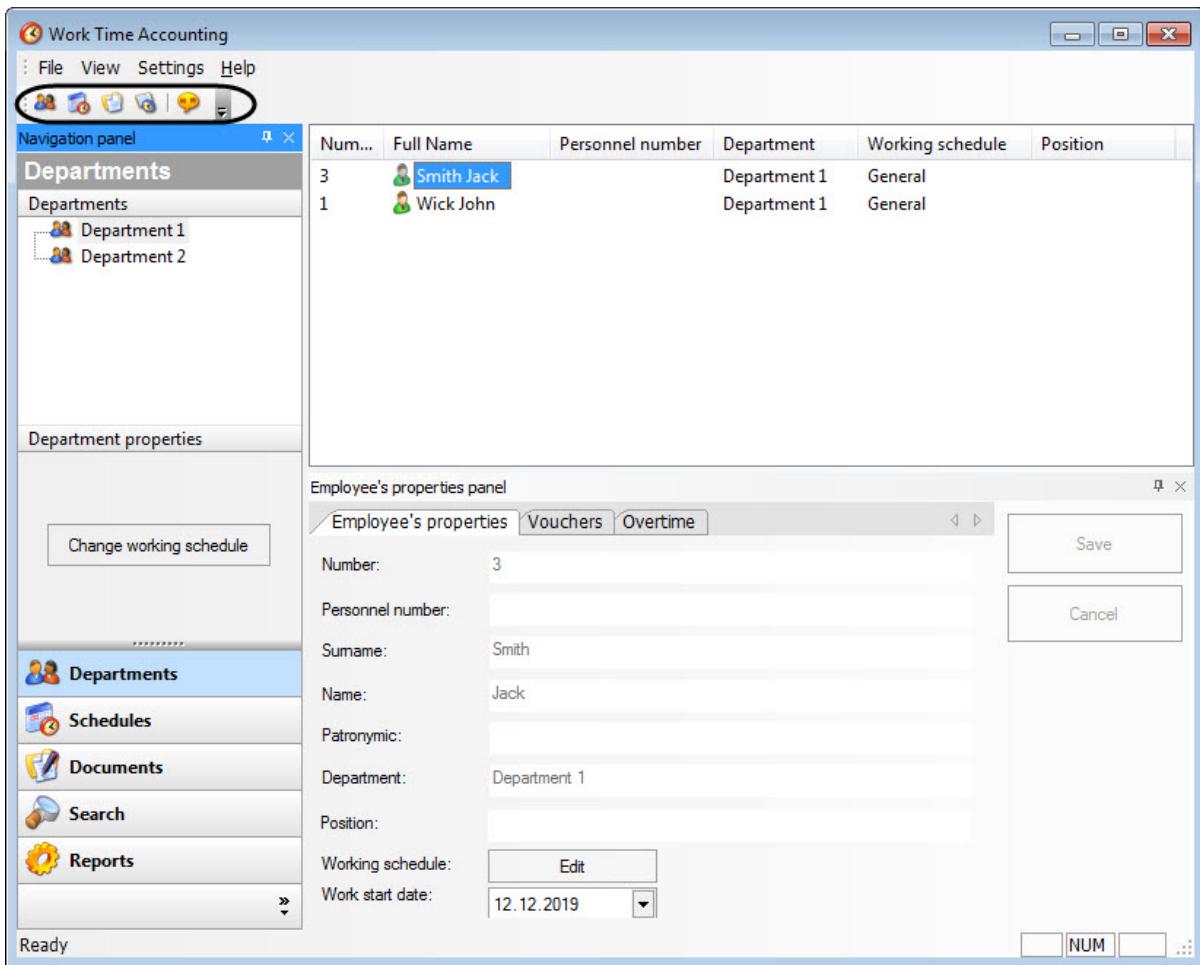 Work Time Accounting
File View Settings Help
Navigation panel
Departments
Departments
Department 1
Department 2
Department properties
Change working schedule
Departments
Schedules
Documents
Search
Reports
Num... Full Name Personnel number Department Working schedule Position
3 Smith Jack Department 1 General
1 Wick John Department 1 General
Employee's properties panel
Employee's properties Vouchers Overtime
Number: 3
Personnel number:
Surname: Smith
Name: Jack
Patronymic:
Department: Department 1
Position:
Working schedule: Edit
Work start date: 12.12.2019
Save
Cancel
Ready NUM